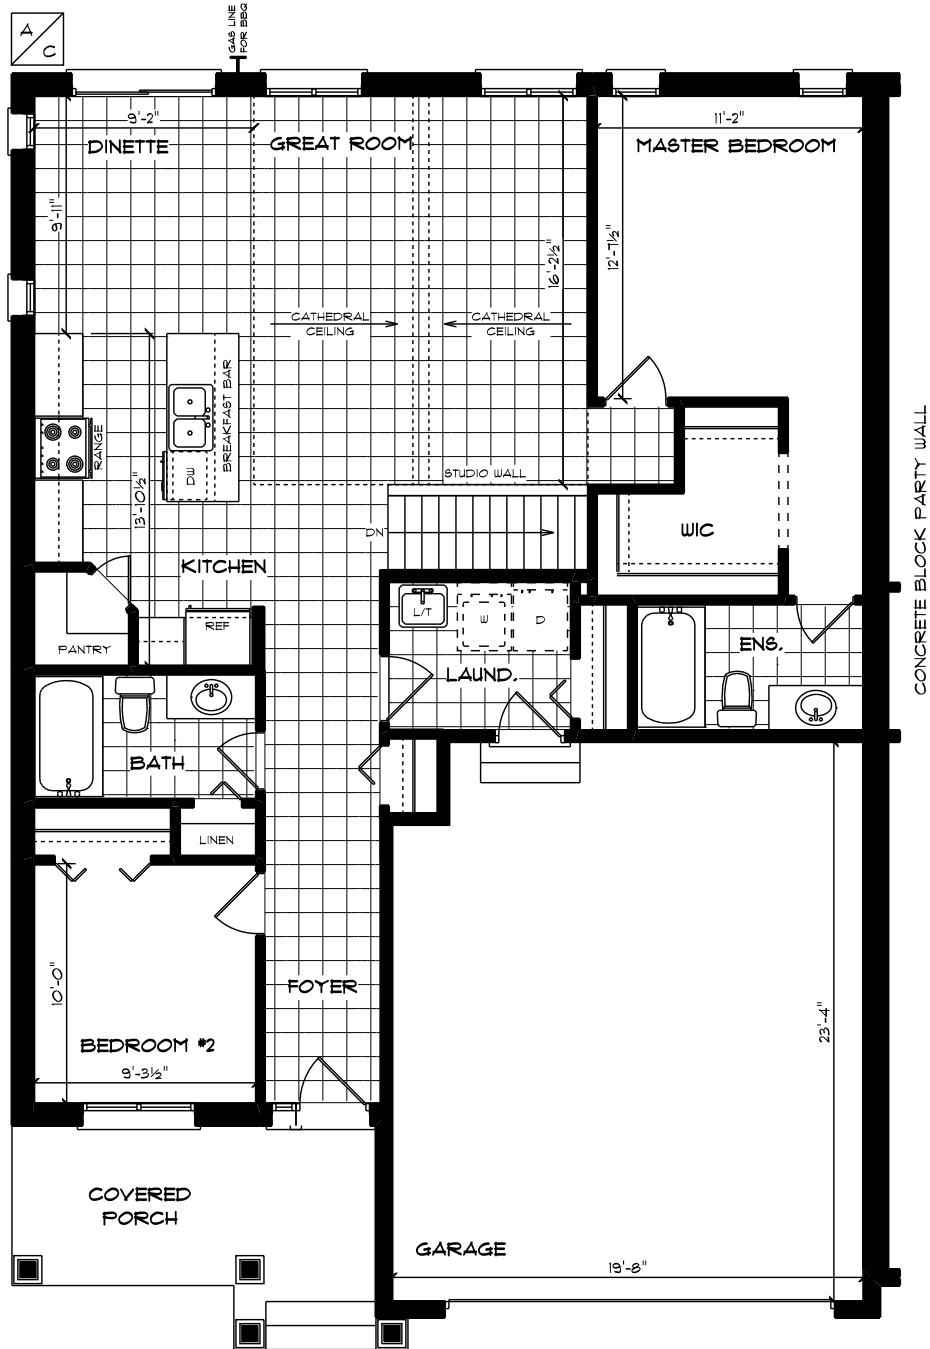 GAS LINE
FOR BBQ
A
C
9'-2"
11'-2"
DINETTE
GREAT ROOM
MASTER BEDROOM
9'-11"
16'-2½"
12'-7½"
CATHEDRAL
CEILING
CATHEDRAL
CEILING
BREAKFAST BAR
RANGE
DW
13'-10½"
STUDIO WALL
DN
WIC
KITCHEN
CONCRETE BLOCK PARTY WALL
L/T
W
D
REF
PANTRY
ENS.
LAUND.
BATH
LINEN
10'-0"
FOYER
23'-4"
BEDROOM #2
9'-3½"
COVERED
PORCH
GARAGE
19'-8"